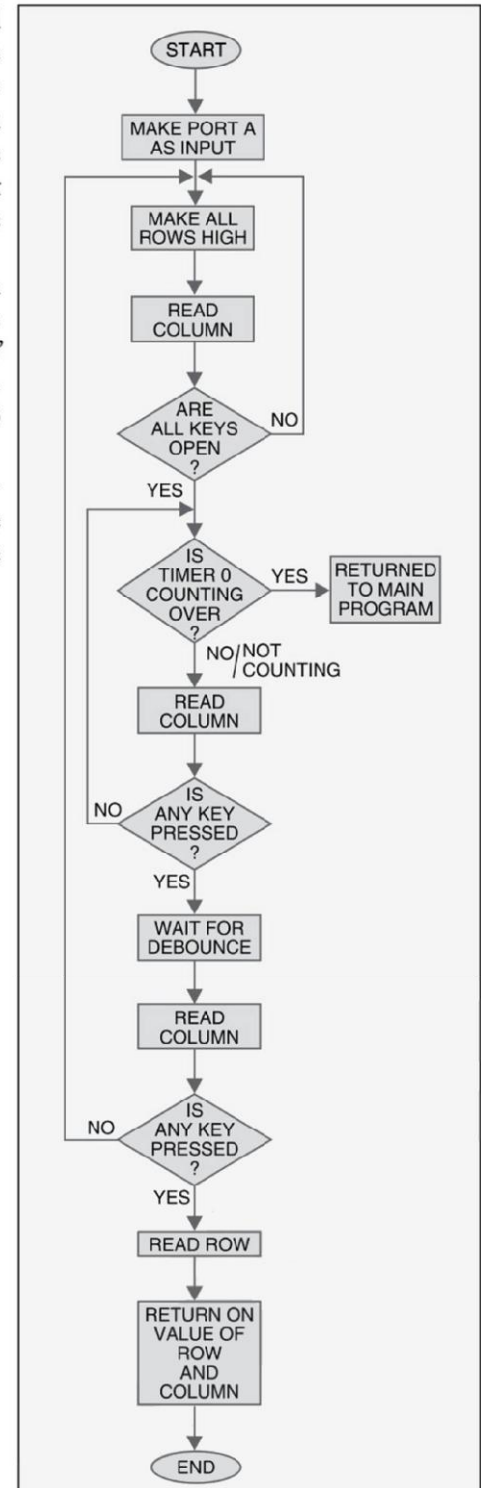 START
MAKE PORT A
AS INPUT
MAKE ALL
ROWS HIGH
READ
COLUMN
ARE
ALL KEYS
OPEN
?
NO
YES
IS
TIMER 0
COUNTING
OVER
?
YES
RETURNED
TO MAIN
PROGRAM
NO/NOT
COUNTING
READ
COLUMN
IS
ANY KEY
PRESSED
?
NO
YES
WAIT FOR
DEBOUNCE
READ
COLUMN
IS
ANY KEY
PRESSED
?
NO
YES
READ ROW
RETURN ON
VALUE OF
ROW
AND
COLUMN
END